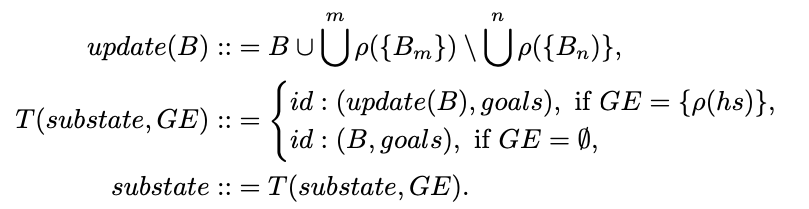 update(B) :: = B ∪ ⋃^m ρ({B_m}) \ ⋃^n ρ({B_n)},
T(substate, GE) :: = { id : (update(B), goals), if GE = {ρ(hs)},
id : (B, goals), if GE = ∅,
substate :: = T(substate, GE).